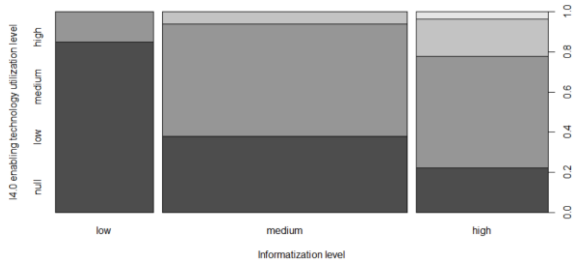 I4.0 enabling technology utilization level
high
medium
low
null
1.0
0.8
0.6
0.4
0.2
0.0
low medium high
Informatization level